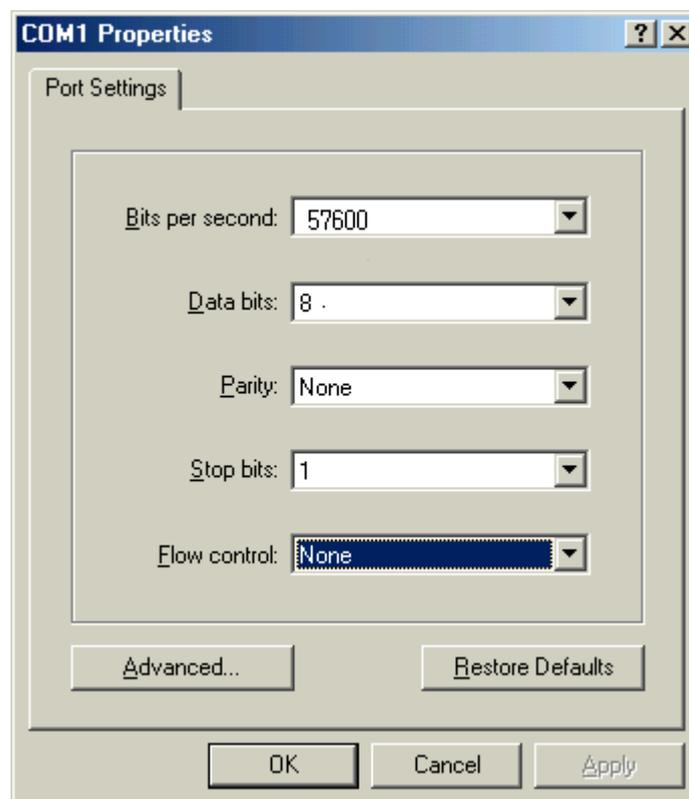 COM1 Properties
Port Settings
Bits per second: 57600
Data bits: 8
Parity: None
Stop bits: 1
Flow control: None
Advanced... Restore Defaults
OK Cancel Apply